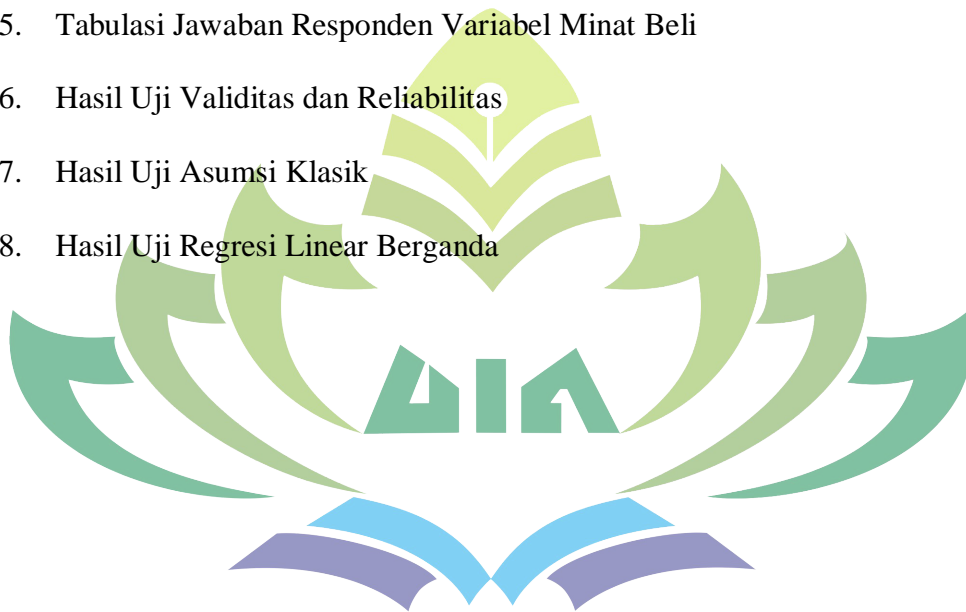 5. Tabulasi Jawaban Responden Variabel Minat Beli
6. Hasil Uji Validitas dan Reliabilitas
7. Hasil Uji Asumsi Klasik
8. Hasil Uji Regresi Linear Berganda
UIN